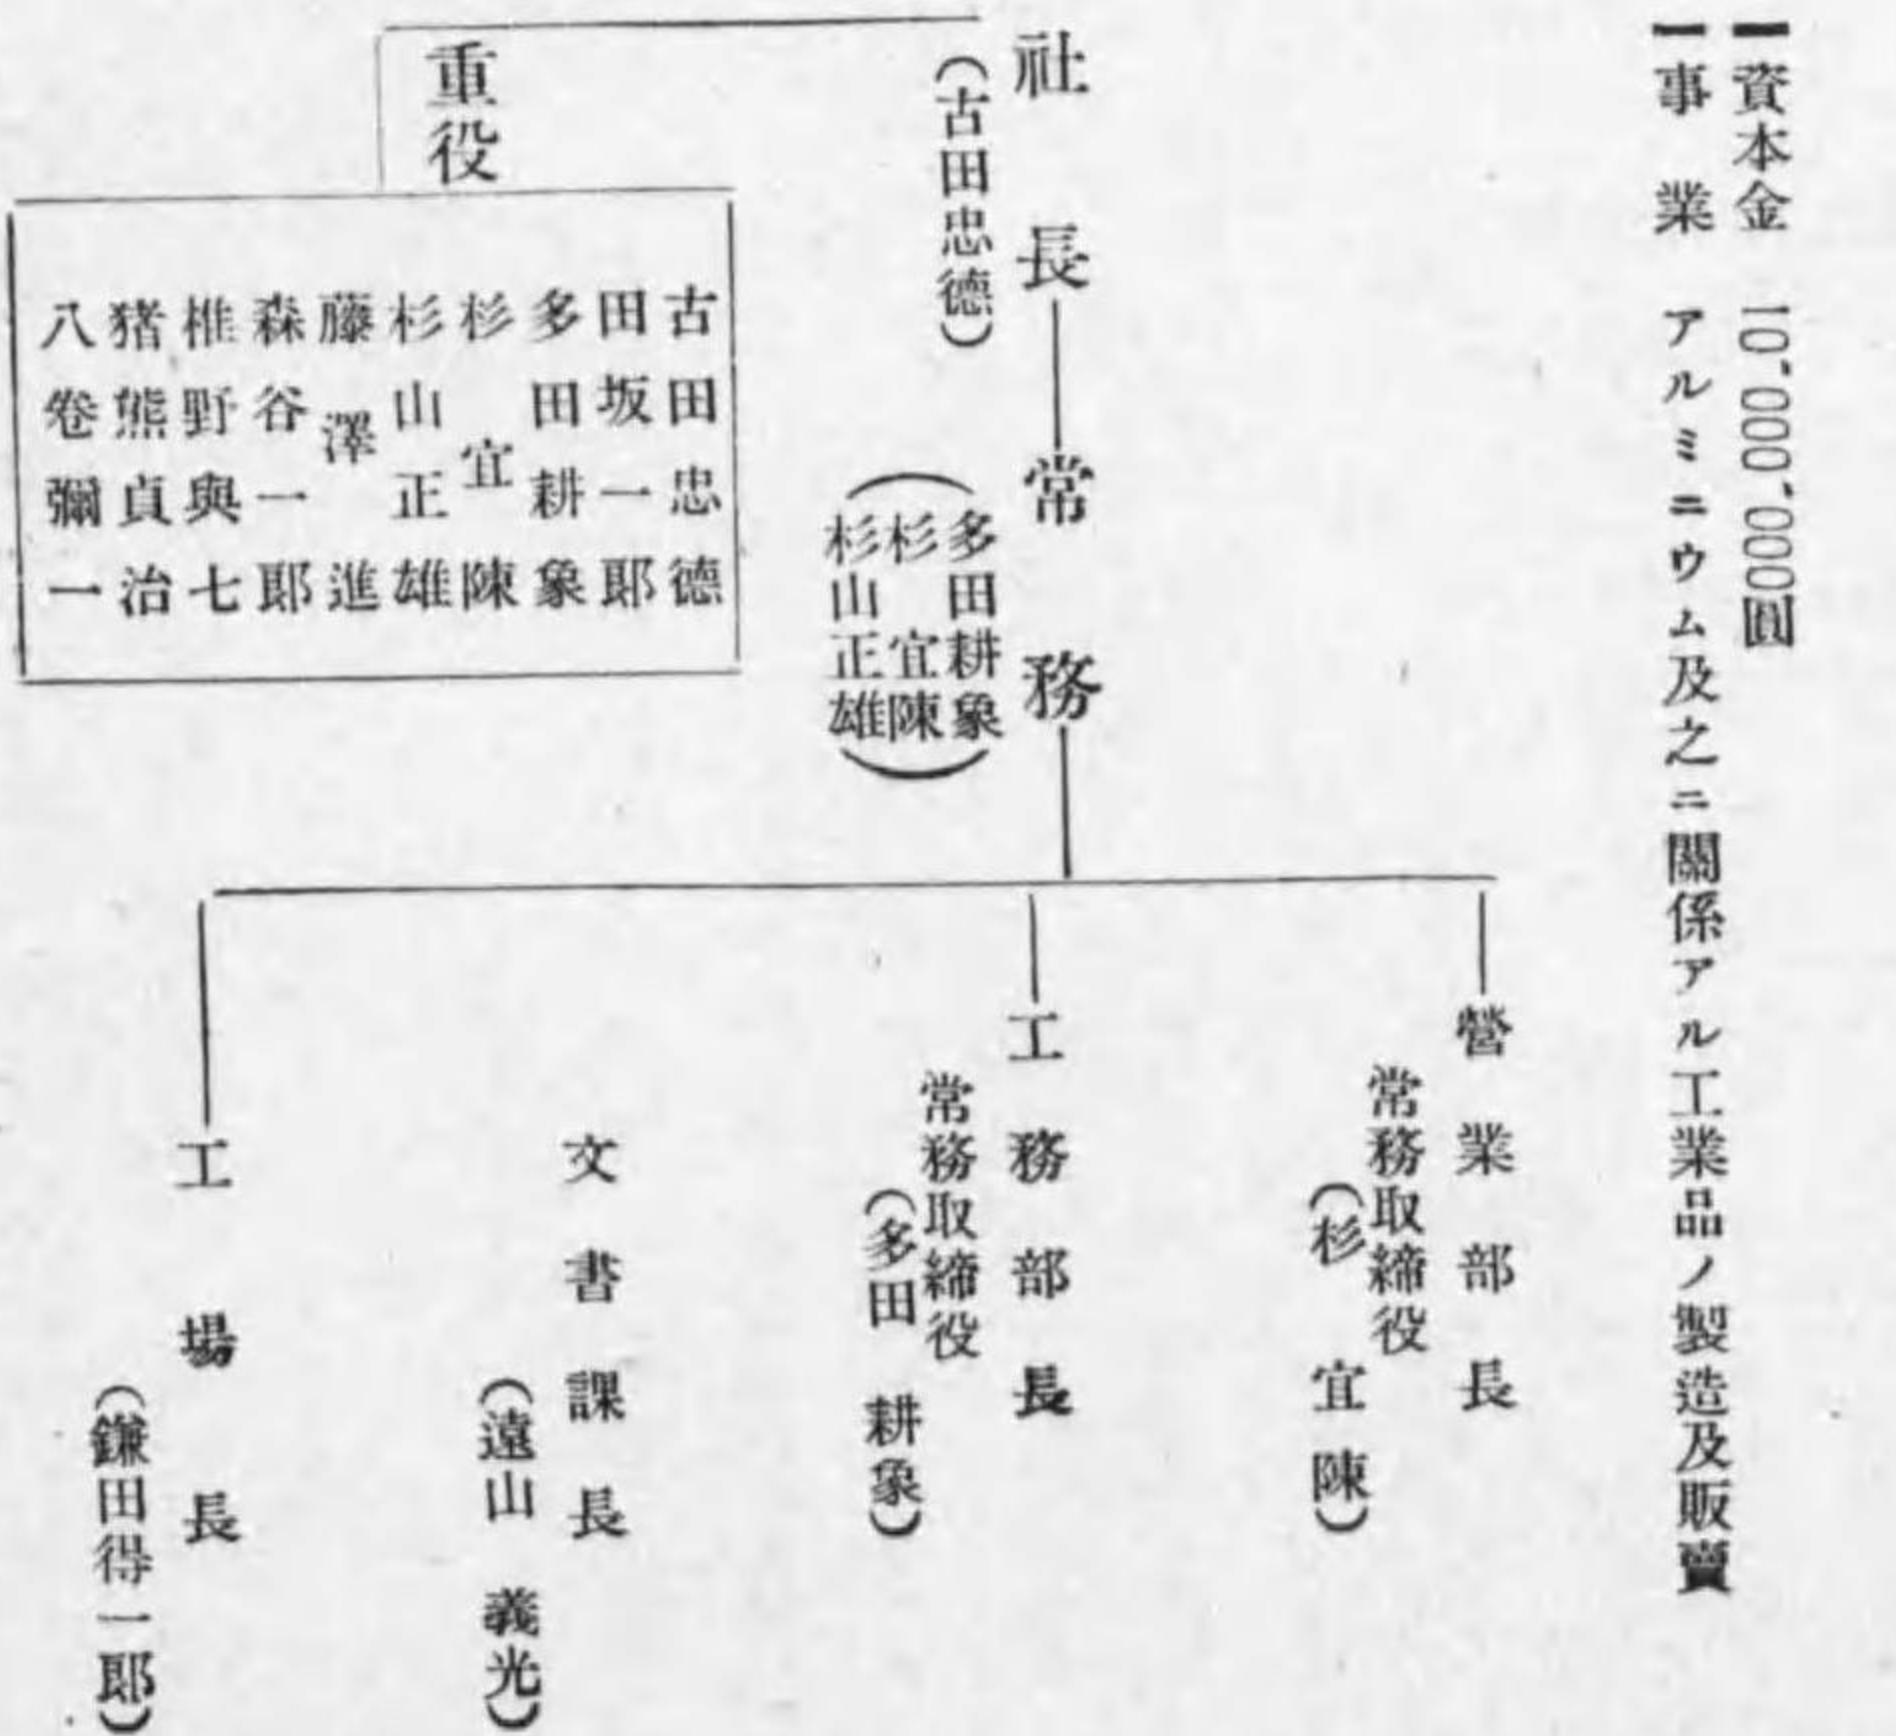 一資本金　一〇、〇〇〇、〇〇〇圓
一事業　アルミニウム及之ニ關係アル工業品ノ製造及販賣
社長
(古田忠德)
常務
(多田耕象
杉宜陳
杉山正雄)
重役
古田忠德
田坂一郎
多田耕象
杉宜陳
杉山正雄
藤澤進
森谷一郎
椎野與七
猪熊貞治
八卷彌一
營業部長
常務取締役
(杉宜陳)
工務部長
常務取締役
(多田耕象)
文書課長
(遠山義光)
工場長
(鎌田得一郎)